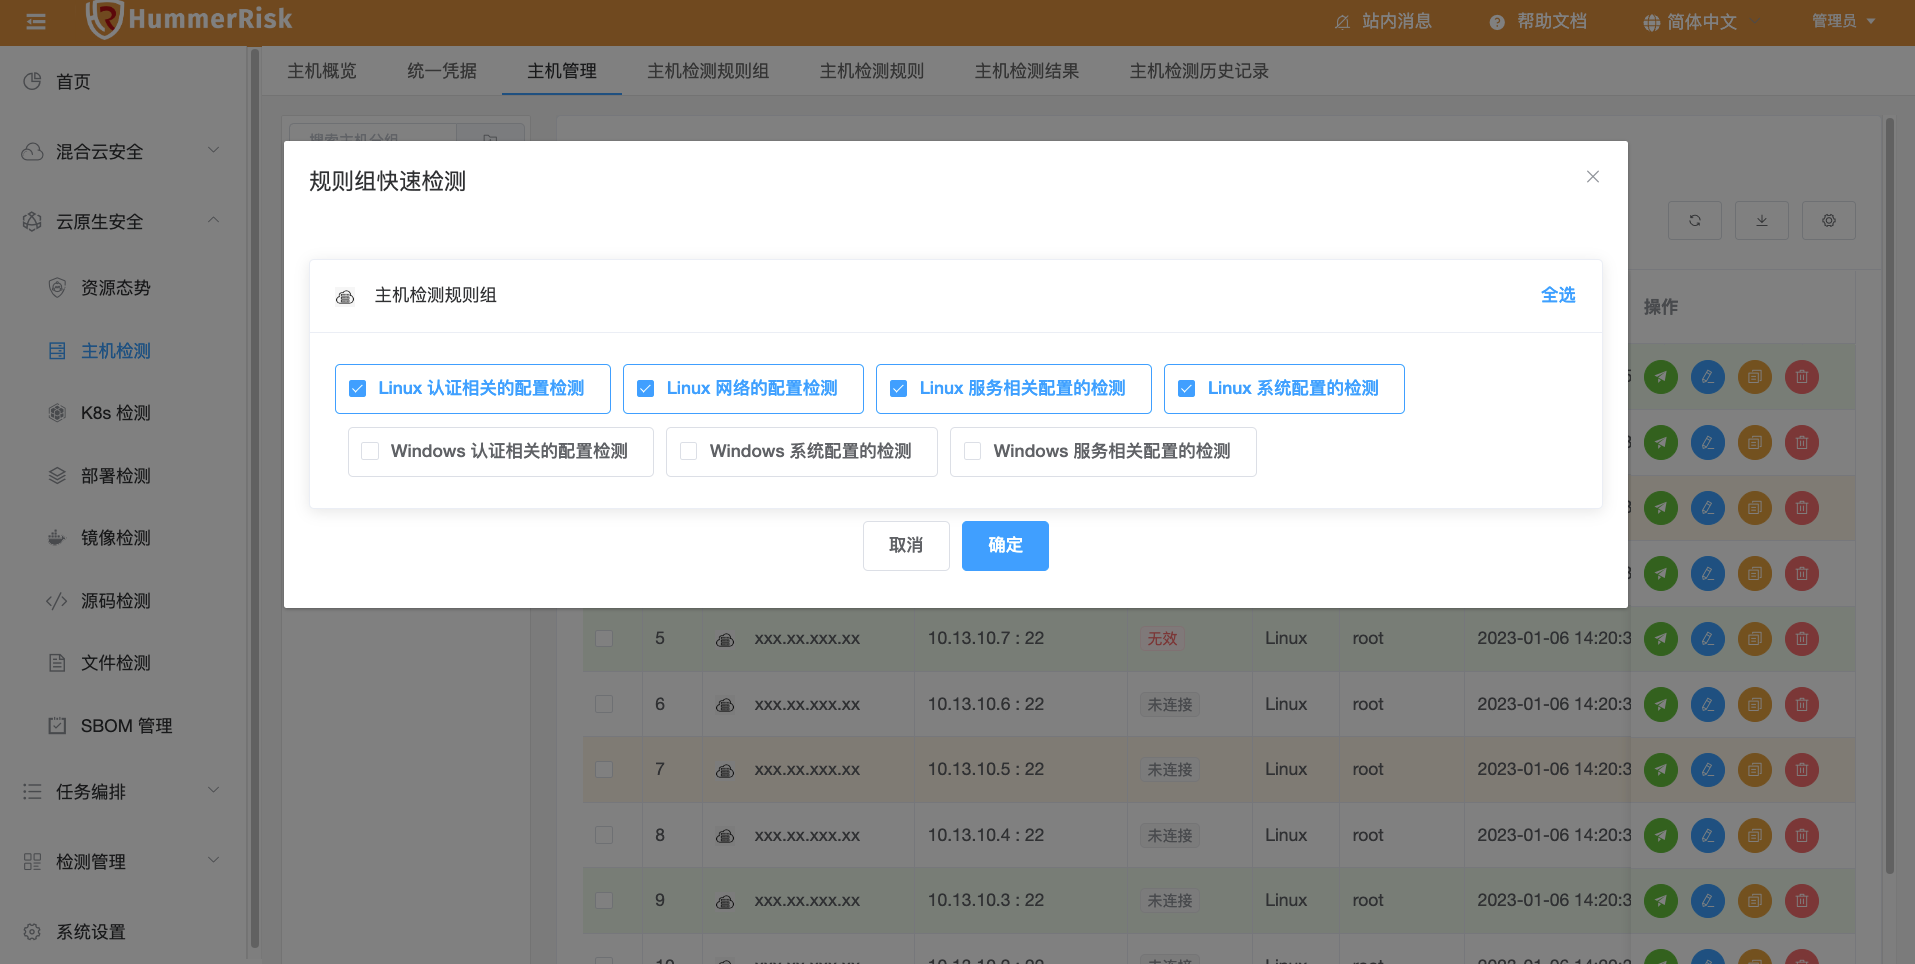 HummerRisk
站内消息
帮助文档
简体中文
管理员
首页
混合云安全
云原生安全
资源态势
主机检测
K8s 检测
部署检测
镜像检测
源码检测
文件检测
SBOM 管理
任务编排
检测管理
系统设置
主机概览 统一凭据 主机管理 主机检测规则组 主机检测规则 主机检测结果 主机检测历史记录
规则组快速检测
主机检测规则组 全选
Linux 认证相关的配置检测 Linux 网络的配置检测 Linux 服务相关配置的检测 Linux 系统配置的检测
Windows 认证相关的配置检测 Windows 系统配置的检测 Windows 服务相关配置的检测
取消 确定
操作
5 xxx.xx.xxx.xx 10.13.10.7 : 22 无效 Linux root 2023-01-06 14:20:3
6 xxx.xx.xxx.xx 10.13.10.6 : 22 未连接 Linux root 2023-01-06 14:20:3
7 xxx.xx.xxx.xx 10.13.10.5 : 22 未连接 Linux root 2023-01-06 14:20:3
8 xxx.xx.xxx.xx 10.13.10.4 : 22 未连接 Linux root 2023-01-06 14:20:3
9 xxx.xx.xxx.xx 10.13.10.3 : 22 未连接 Linux root 2023-01-06 14:20:3